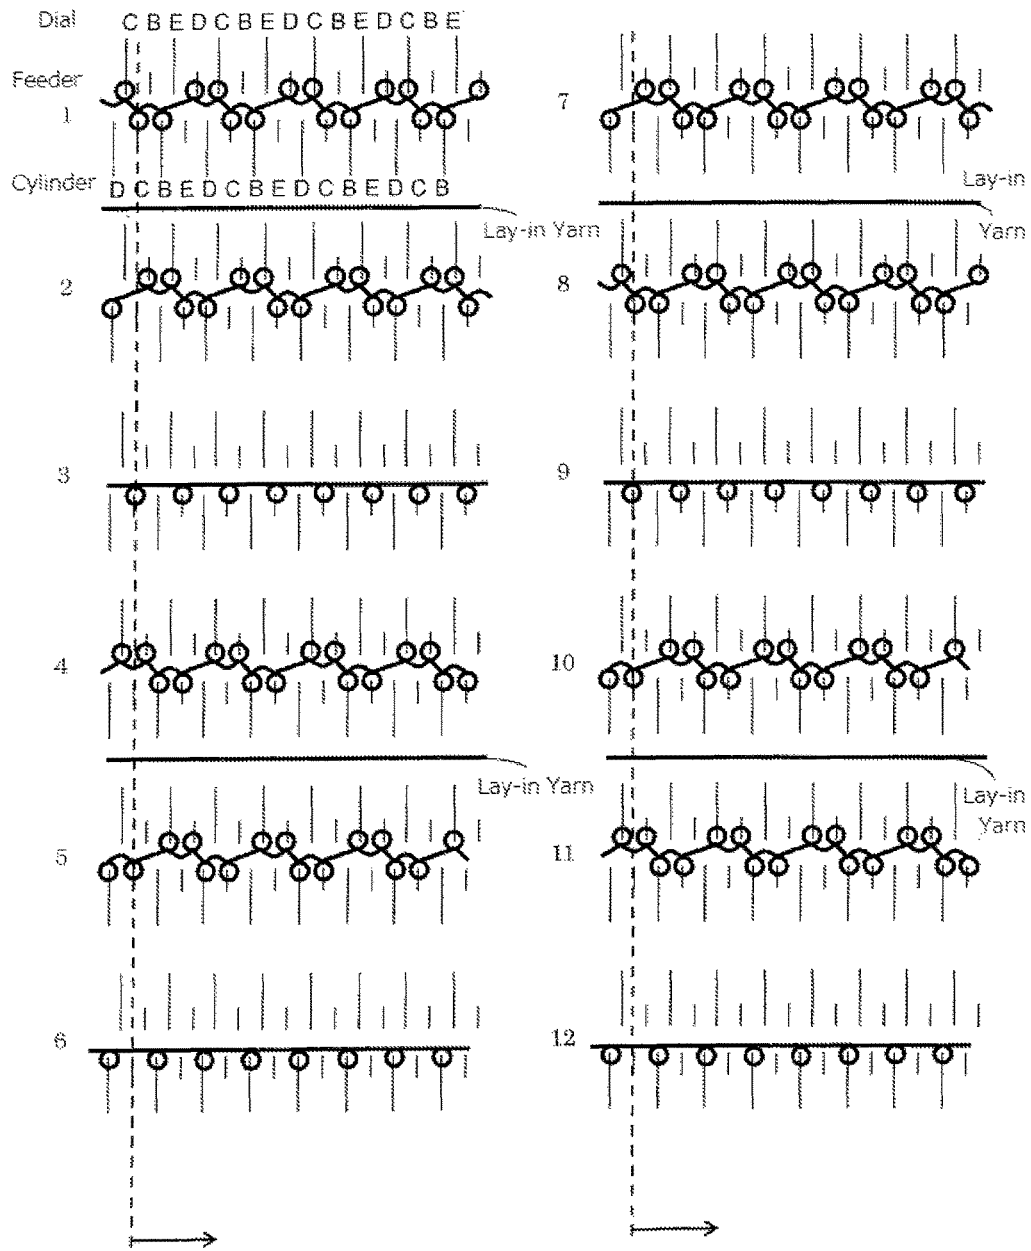 Dial C B E D C B E D C B E D C B E
Feeder
1
Cylinder D C B E D C B E D C B E D C B
Lay-in Yarn
2
3
4
Lay-in Yarn
5
6
7
Lay-in
Yarn
8
9
10
Lay-in
Yarn
11
12